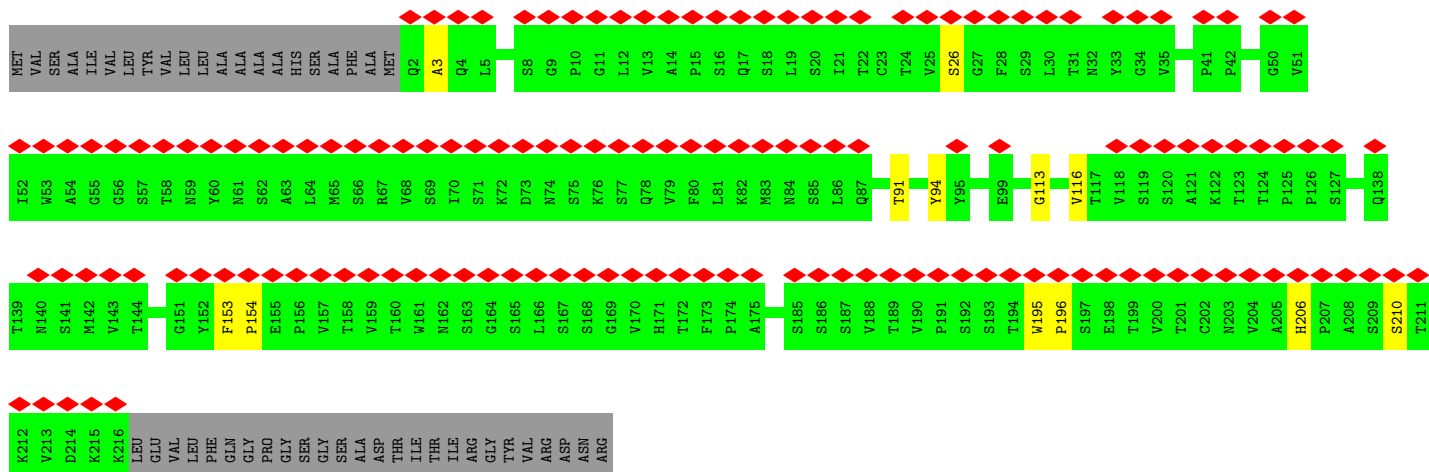 MET VAL SER ALA ILE VAL LEU TYR VAL LEU LEU ALA ALA ALA ALA HIS SER ALA PHE ALA MET Q2 A3 Q4 L5 S8 G9 P10 G11 L12 V13 A14 P15 S16 Q17 S18 L19 S20 I21 T22 C23 T24 V25 S26 G27 F28 S29 L30 T31 N32 Y33 G34 V35 P41 P42 G50 V51
I52 W53 A54 G55 G56 S57 T58 N59 Y60 N61 S62 A63 L64 M65 S66 R67 V68 S69 I70 S71 K72 D73 N74 S75 K76 S77 Q78 V79 F80 L81 K82 M83 N84 S85 L86 Q87 T91 Y94 Y95 E99 G113 V116 T117 V118 S119 S120 A121 K122 T123 T124 P125 P126 S127 Q138
T139 N140 S141 M142 V143 T144 G151 Y152 F153 P154 E155 P156 V157 T158 V159 T160 W161 N162 S163 G164 S165 L166 S167 S168 G169 V170 H171 T172 F173 P174 A175 S185 S186 S187 V188 T189 V190 P191 S192 S193 T194 W195 P196 S197 E198 T199 V200 T201 C202 N203 V204 A205 H206 P207 A208 S209 S210 T211
K212 V213 D214 K215 K216 LEU GLU VAL LEU PHE GLN GLY PRO GLY SER GLY SER ALA ASP THR ILE THR ILE ARG GLY TYR VAL ARG ASP ASN ARG